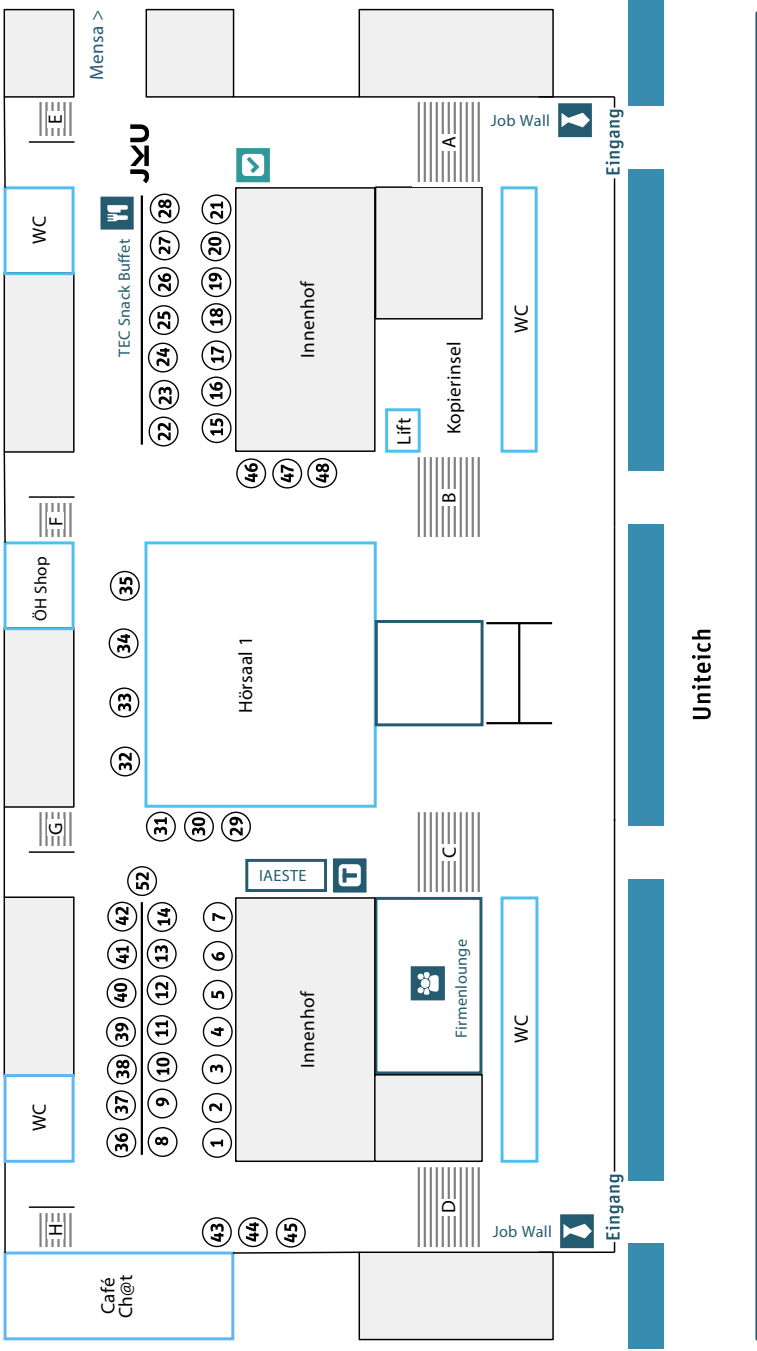 WC
ÖH Shop
WC
H
G
F
E
Mensa >
Café
Ch@t
36 37 38 39 40 41 42
32 33 34 35
TEC Snack Buffet
JKU
52
8 9 10 11 12 13 14
31
22 23 24 25 26 27 28
30
43
1 2 3 4 5 6 7
15 16 17 18 19 20 21
29
44
Hörsaal 1
46
IAESTE
45
47
Innenhof
Innenhof
48
T
Lift
D
C
B
A
Kopierinsel
Firmenlounge
WC
WC
Job Wall
Job Wall
Eingang
Eingang
Uniteich